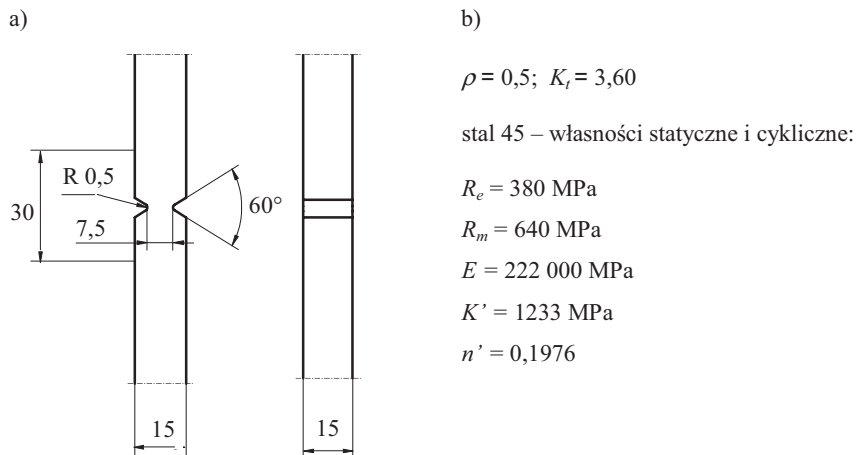 a)
R 0,5
30
7,5
60°
15
15
b)
ρ = 0,5; Kₜ = 3,60
stal 45 – własności statyczne i cykliczne:
Rₑ = 380 MPa
Rₘ = 640 MPa
E = 222 000 MPa
K’ = 1233 MPa
n’ = 0,1976